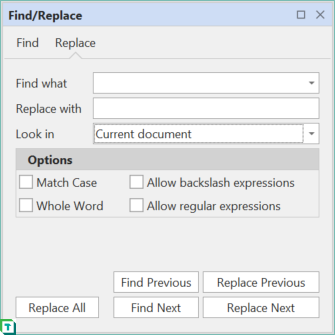 Find/Replace
Find Replace
Find what
Replace with
Look in Current document
Options
Match Case Allow backslash expressions
Whole Word Allow regular expressions
Find Previous Replace Previous
Replace All Find Next Replace Next